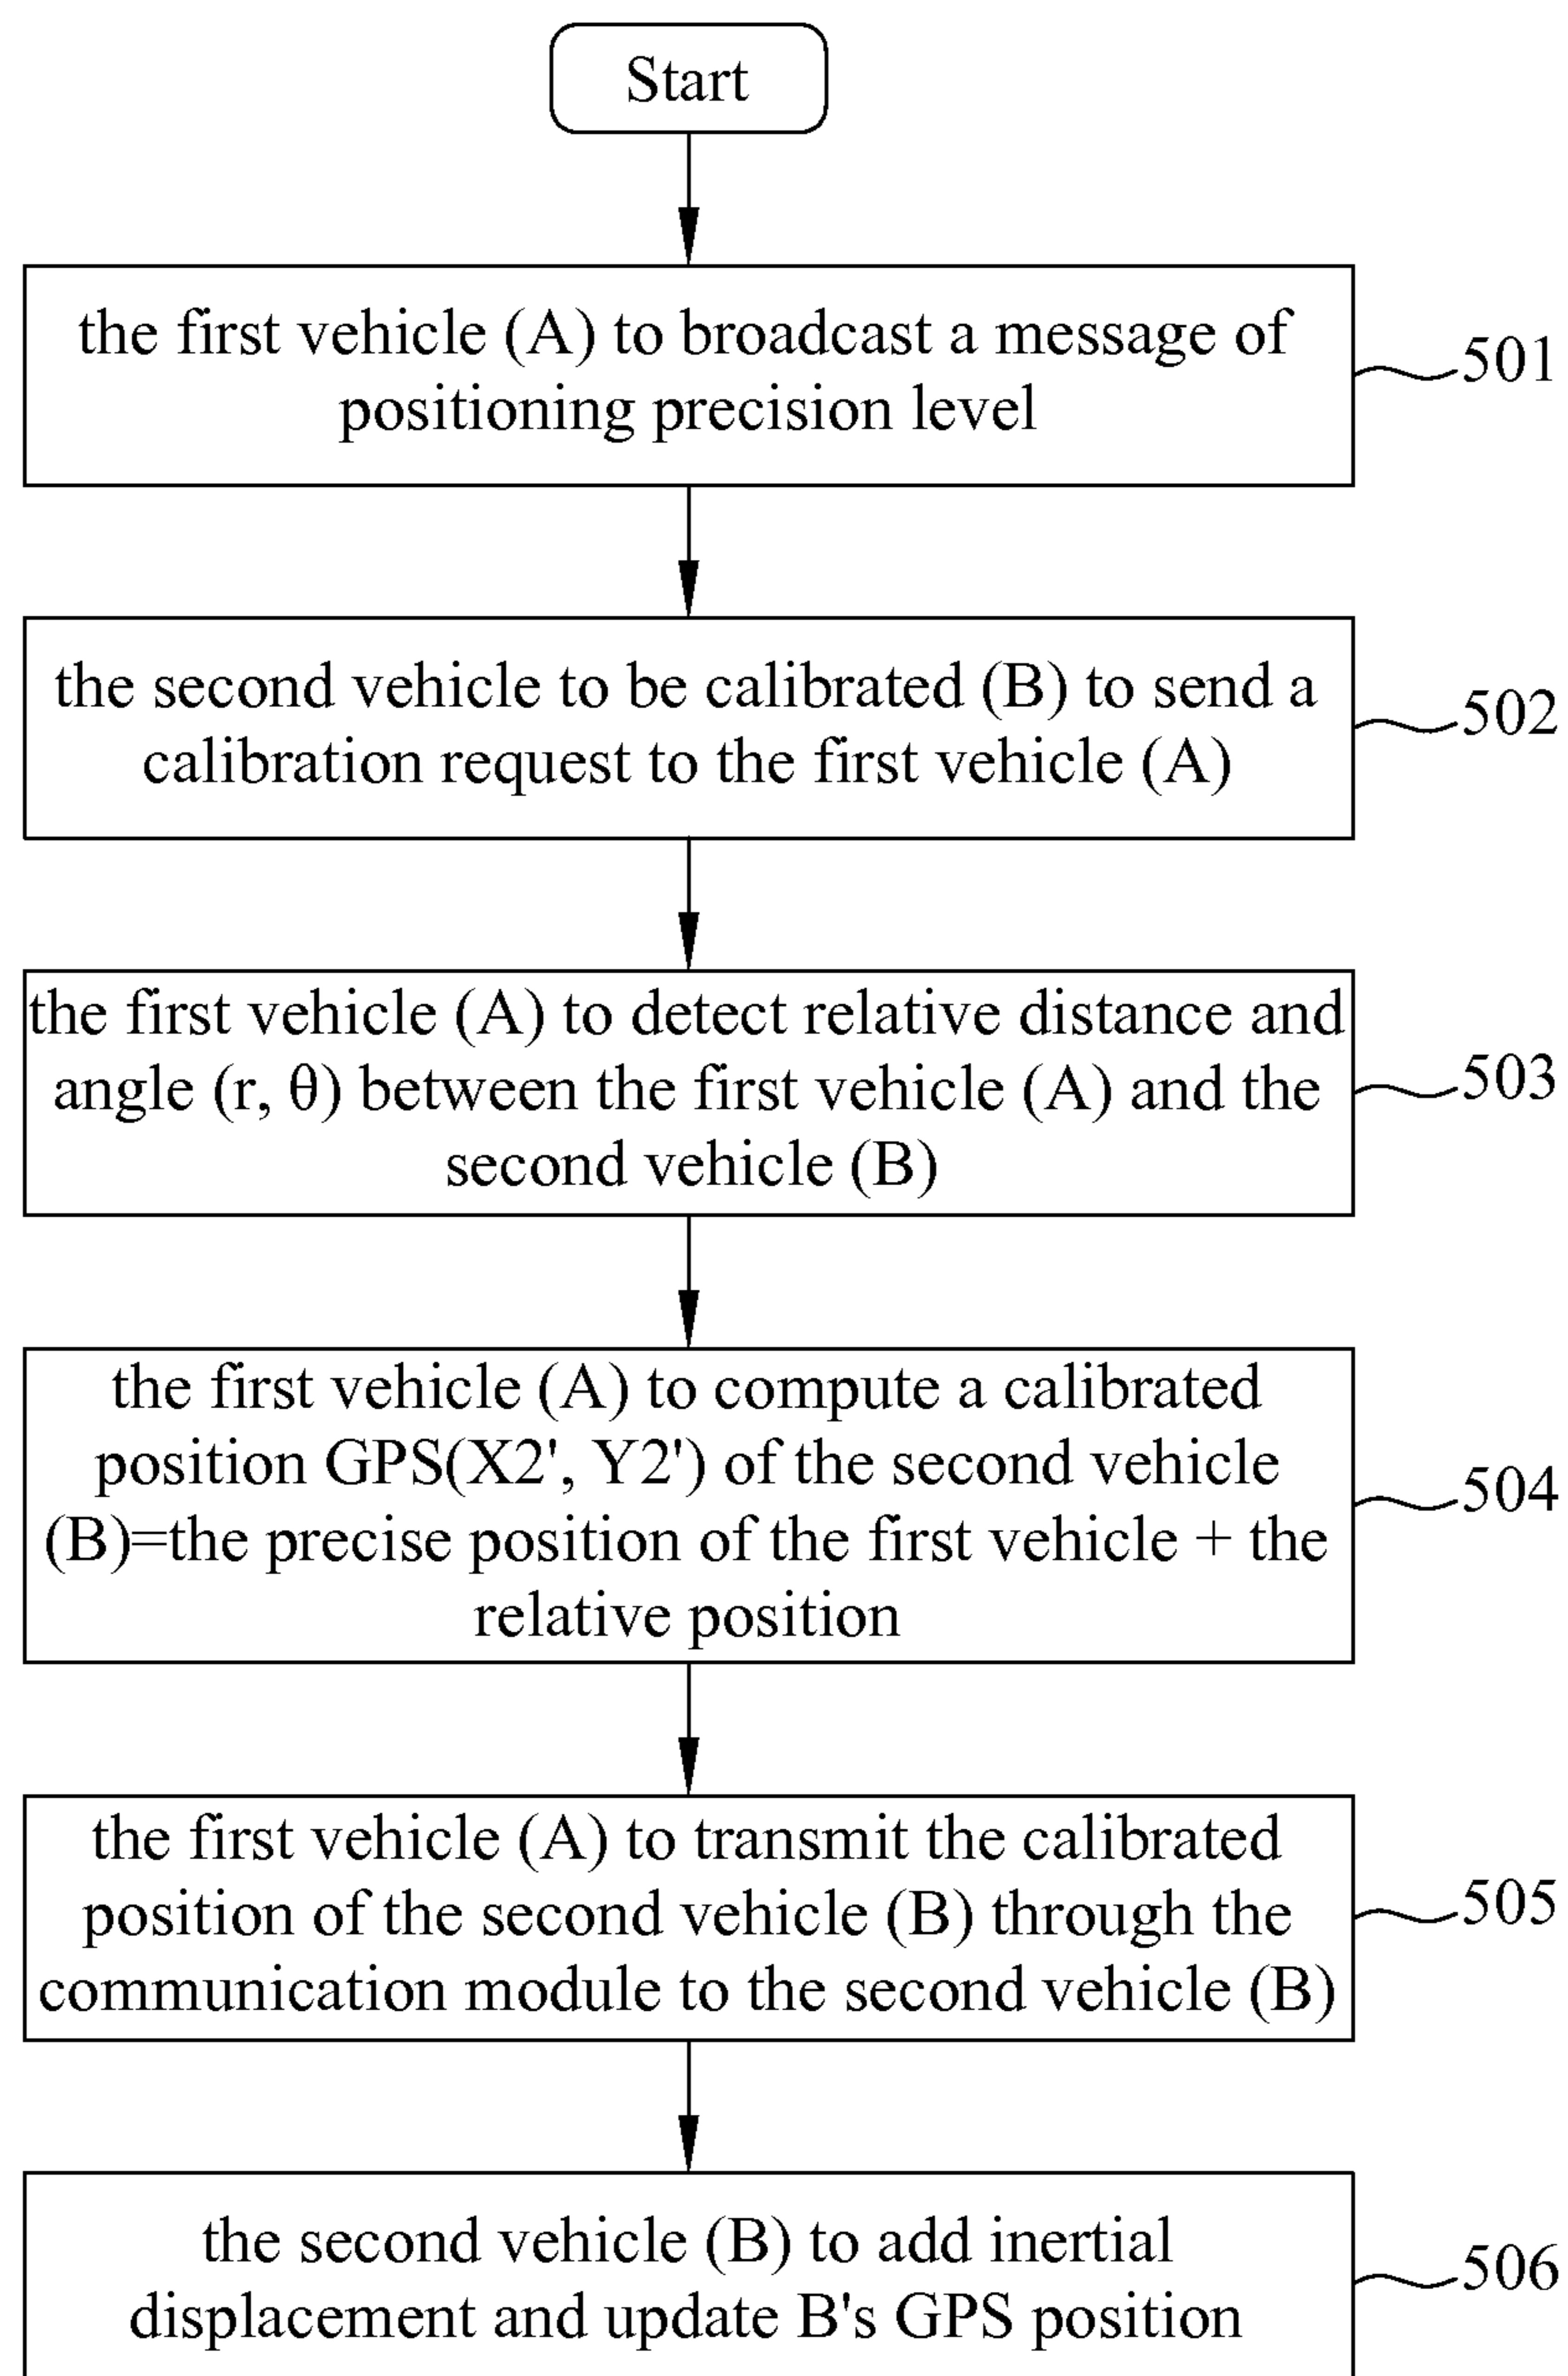 Start
the first vehicle (A) to broadcast a message of
positioning precision level
501
the second vehicle to be calibrated (B) to send a
calibration request to the first vehicle (A)
502
the first vehicle (A) to detect relative distance and
angle (r, θ) between the first vehicle (A) and the
second vehicle (B)
503
the first vehicle (A) to compute a calibrated
position GPS(X2', Y2') of the second vehicle
(B)=the precise position of the first vehicle + the
relative position
504
the first vehicle (A) to transmit the calibrated
position of the second vehicle (B) through the
communication module to the second vehicle (B)
505
the second vehicle (B) to add inertial
displacement and update B's GPS position
506